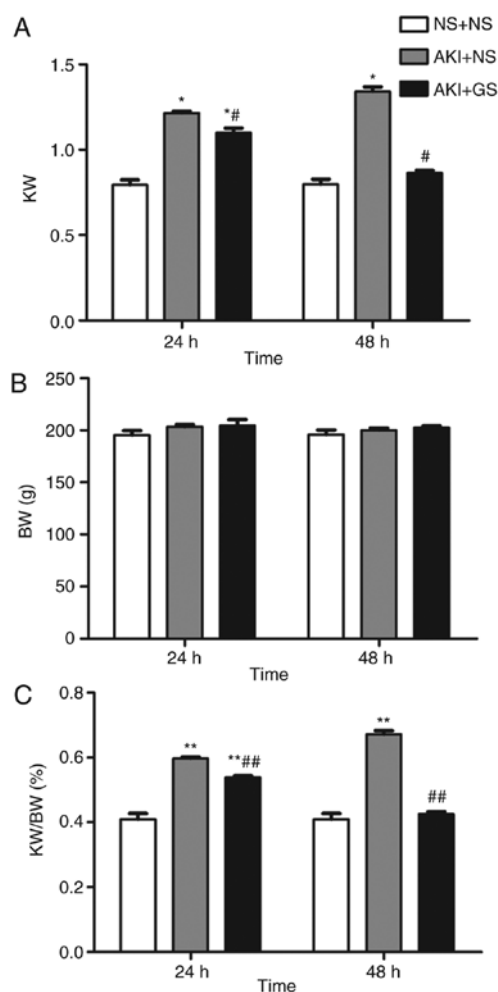 A
NS+NS
AKI+NS
AKI+GS
KW
1.5
1.0
0.5
0.0
*
*#
*
#
24 h
48 h
Time
B
BW (g)
250
200
150
100
50
0
24 h
48 h
Time
C
KW/BW (%)
0.8
0.6
0.4
0.2
0.0
**
**##
**
##
24 h
48 h
Time